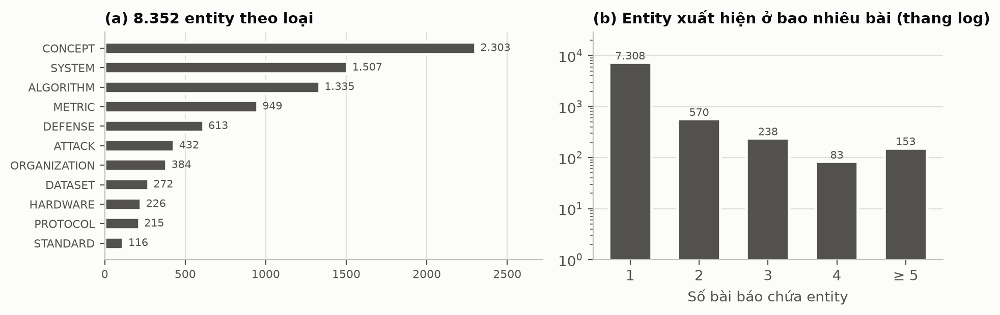 (a) 8.352 entity theo loại
CONCEPT 2.303
SYSTEM 1.507
ALGORITHM 1.335
METRIC 949
DEFENSE 613
ATTACK 432
ORGANIZATION 384
DATASET 272
HARDWARE 226
PROTOCOL 215
STANDARD 116
0 500 1000 1500 2000 2500
(b) Entity xuất hiện ở bao nhiêu bài (thang log)
10⁴
10³
10²
10¹
10⁰
7.308
570
238
83
153
1 2 3 4 ≥ 5
Số bài báo chứa entity